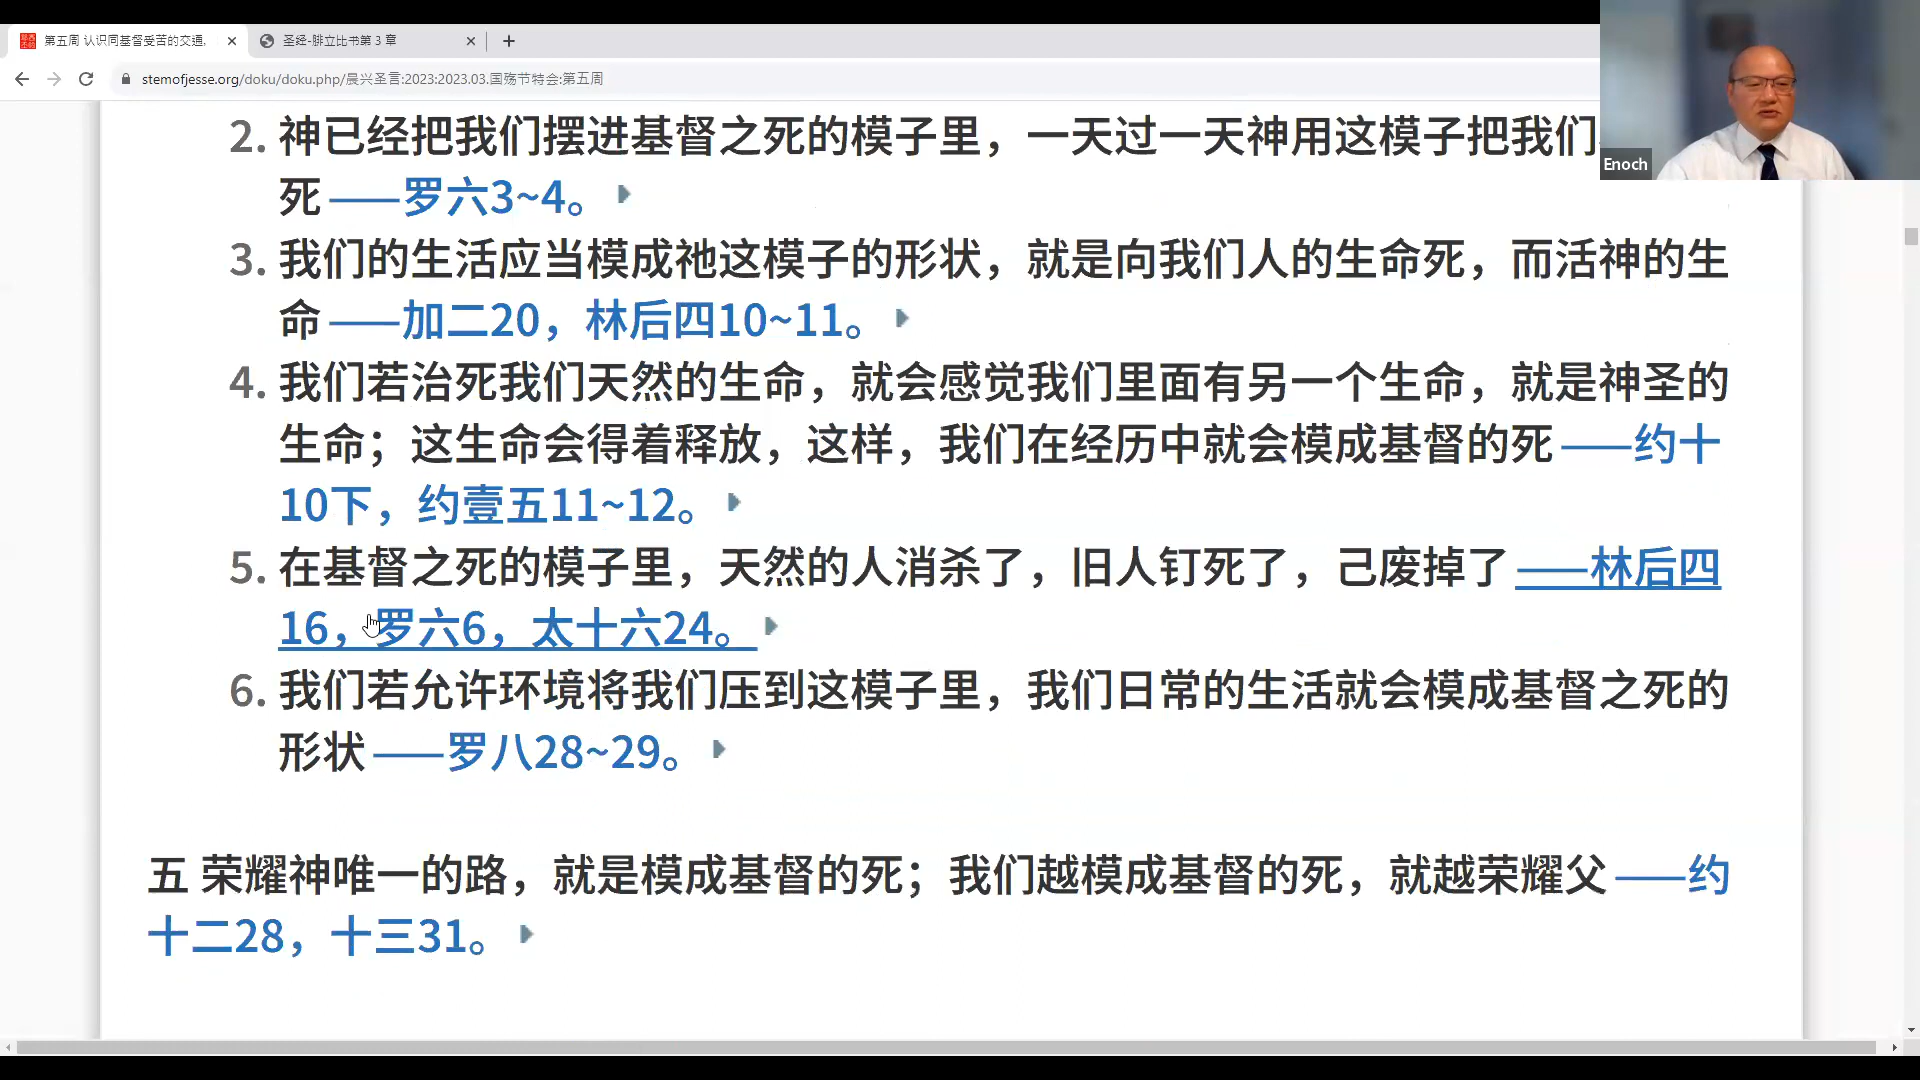 第五周 认识同基督受苦的交通,
圣经-腓立比书第 3 章
stemofjesse.org/doku/doku.php/晨兴圣言:2023:2023.03.国殇节特会:第五周
Enoch
2. 神已经把我们摆进基督之死的模子里，一天过一天神用这模子把我们
死——罗六3~4。
3. 我们的生活应当模成祂这模子的形状，就是向我们人的生命死，而活神的生
命——加二20，林后四10~11。
4. 我们若治死我们天然的生命，就会感觉我们里面有另一个生命，就是神圣的
生命；这生命会得着释放，这样，我们在经历中就会模成基督的死——约十
10下，约壹五11~12。
5. 在基督之死的模子里，天然的人消杀了，旧人钉死了，己废掉了——林后四
16，罗六6，太十六24。
6. 我们若允许环境将我们压到这模子里，我们日常的生活就会模成基督之死的
形状——罗八28~29。
五 荣耀神唯一的路，就是模成基督的死；我们越模成基督的死，就越荣耀父——约
十二28，十三31。